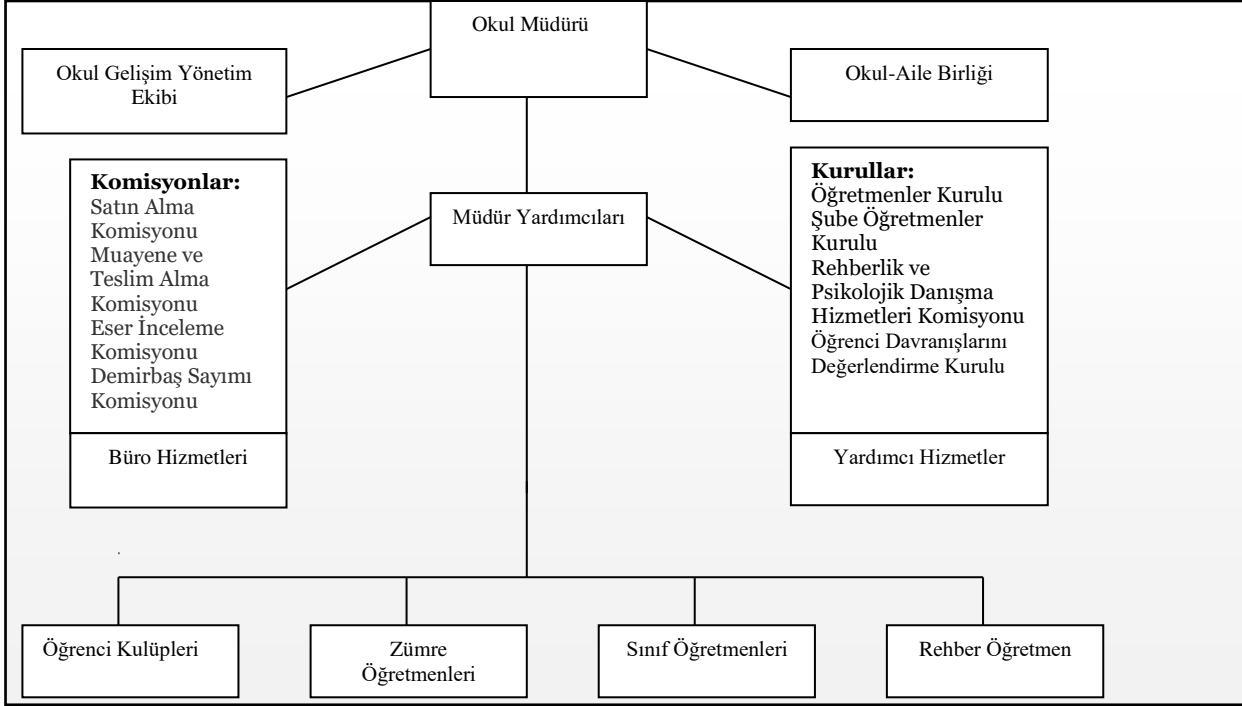 Okul Müdürü
Okul Gelişim Yönetim
Ekibi
Okul-Aile Birliği
Komisyonlar:
Satın Alma
Komisyonu
Muayene ve
Teslim Alma
Komisyonu
Eser İnceleme
Komisyonu
Demirbaş Sayımı
Komisyonu
Müdür Yardımcıları
Kurullar:
Öğretmenler Kurulu
Şube Öğretmenler
Kurulu
Rehberlik ve
Psikolojik Danışma
Hizmetleri Komisyonu
Öğrenci Davranışlarını
Değerlendirme Kurulu
Büro Hizmetleri
Yardımcı Hizmetler
Öğrenci Kulüpleri
Zümre
Öğretmenleri
Sınıf Öğretmenleri
Rehber Öğretmen